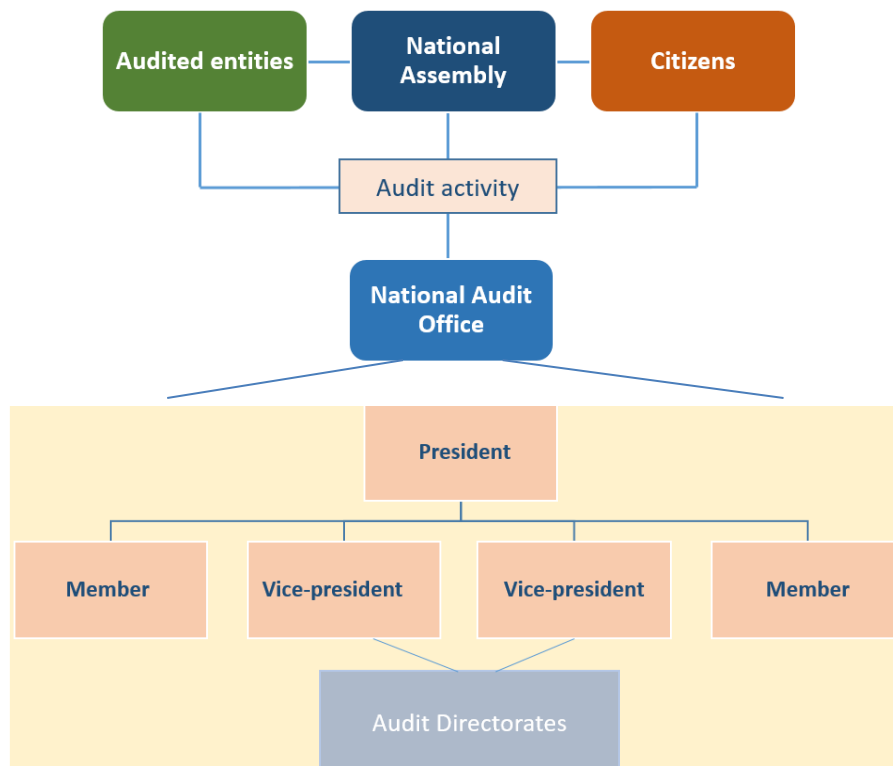 Audited entities
National
Assembly
Citizens
Audit activity
National Audit
Office
President
Member
Vice-president
Vice-president
Member
Audit Directorates